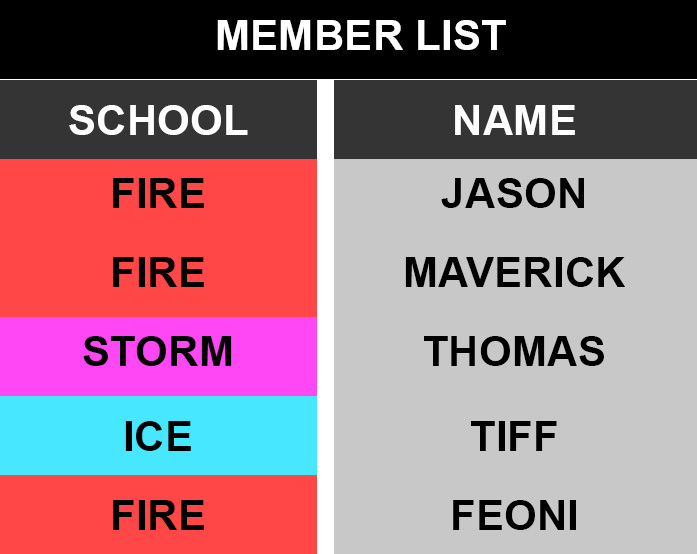 MEMBER LIST
SCHOOL NAME
FIRE JASON
FIRE MAVERICK
STORM THOMAS
ICE TIFF
FIRE FEONI